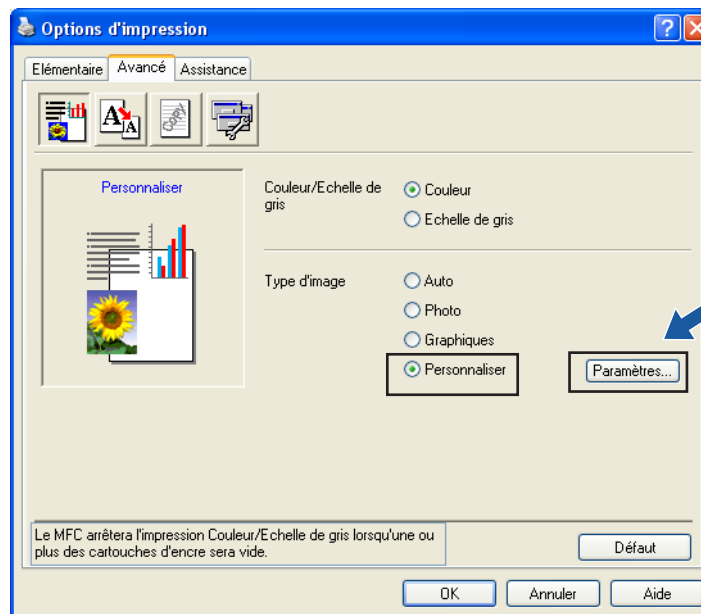 Options d'impression
Elémentaire Avancé Assistance
A A COPY
Personnaliser
Couleur/Echelle de
gris
Couleur
Echelle de gris
Type d'image
Auto
Photo
Graphiques
Personnaliser
Paramètres...
Le MFC arrêtera l'impression Couleur/Echelle de gris lorsqu'une ou
plus des cartouches d'encre sera vide.
Défaut
OK Annuler Aide